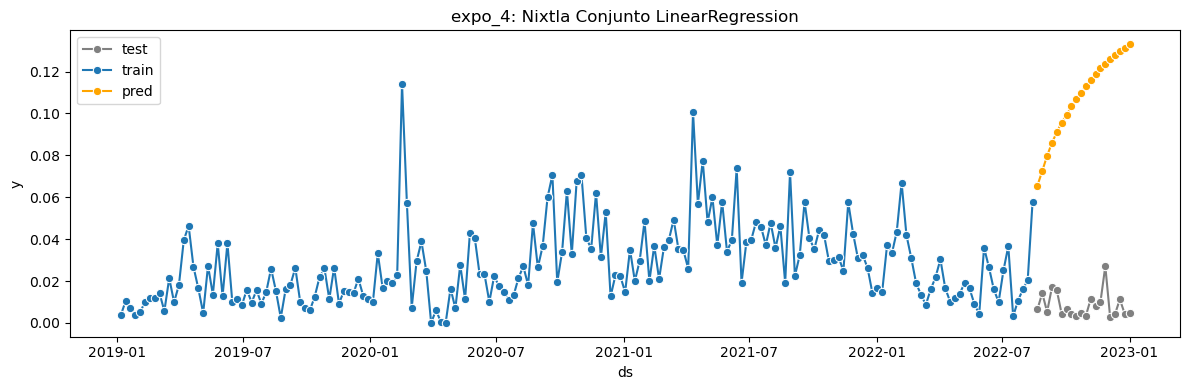 expo_4: Nixtla Conjunto LinearRegression
test
train
pred
y
0.12
0.10
0.08
0.06
0.04
0.02
0.00
2019-01 2019-07 2020-01 2020-07 2021-01 2021-07 2022-01 2022-07 2023-01
ds